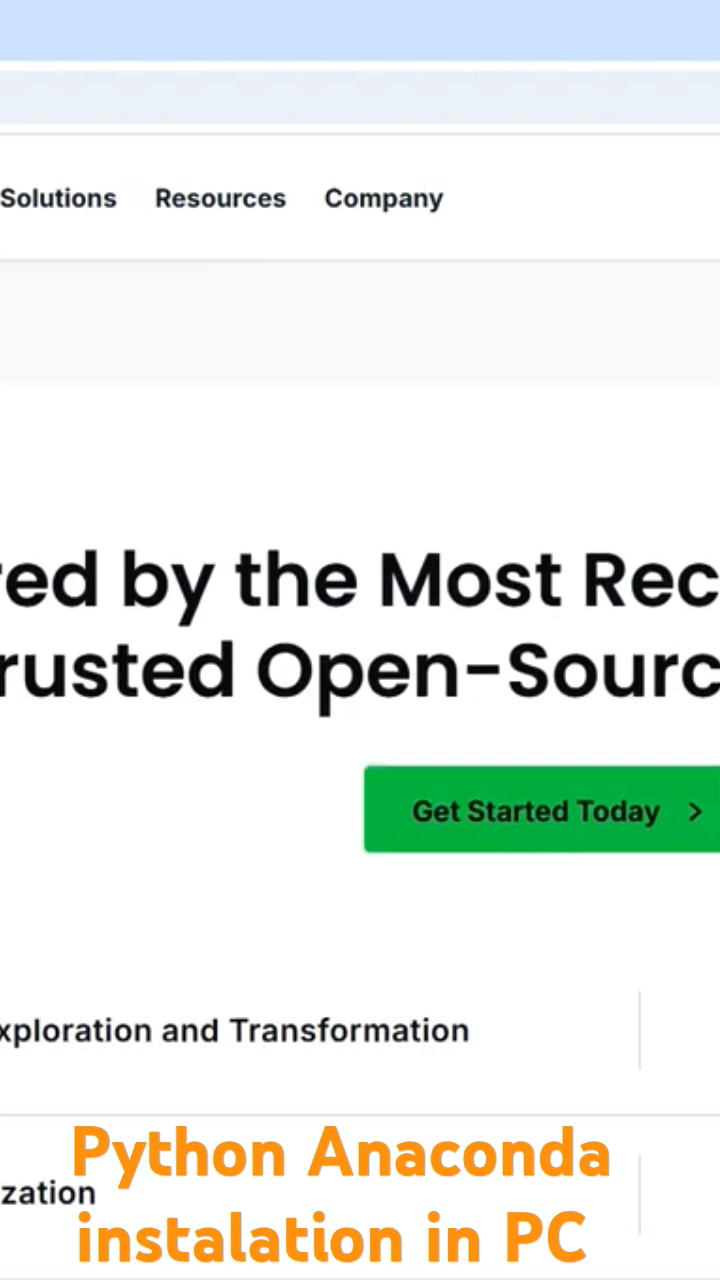 Solutions Resources Company
red by the Most Rec
rusted Open-Sourc
Get Started Today >
xploration and Transformation
zation
Python Anaconda
instalation in PC